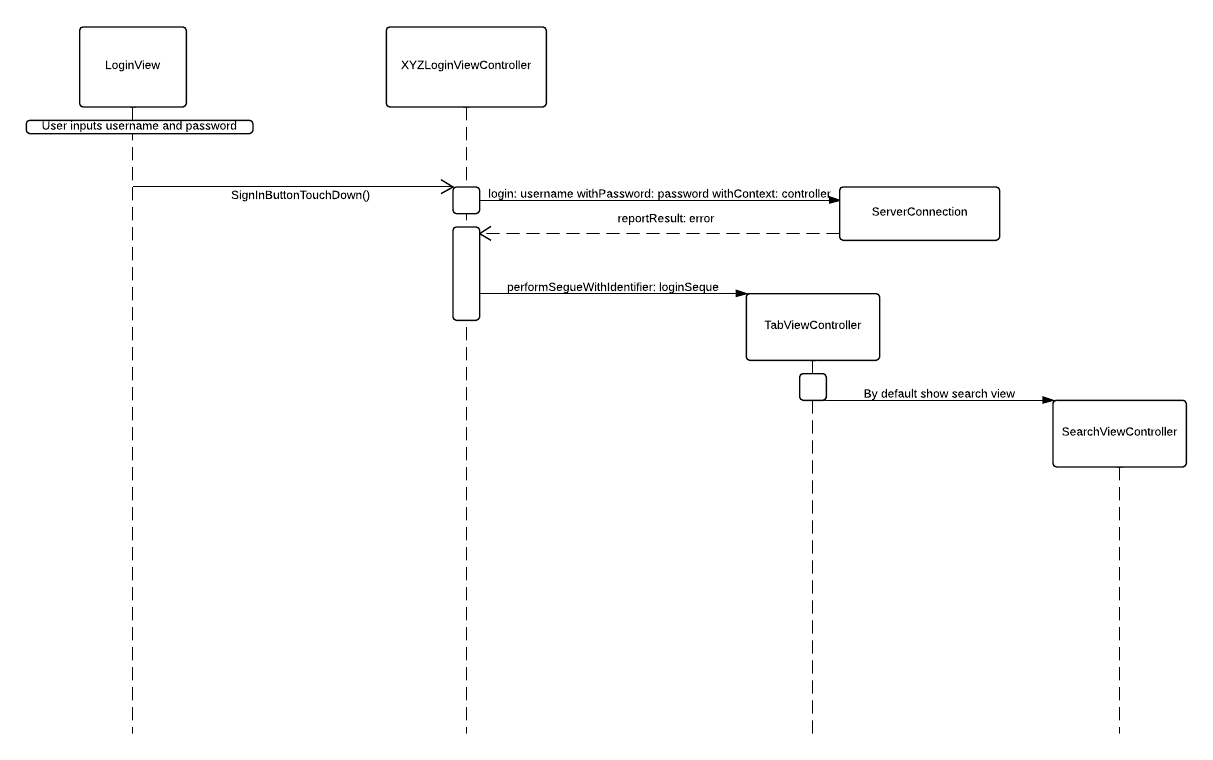 LoginView
XYZLoginViewController
User inputs username and password
SignInButtonTouchDown()
login: username withPassword: password withContext: controller
ServerConnection
reportResult: error
performSegueWithIdentifier: loginSeque
TabViewController
By default show search view
SearchViewController